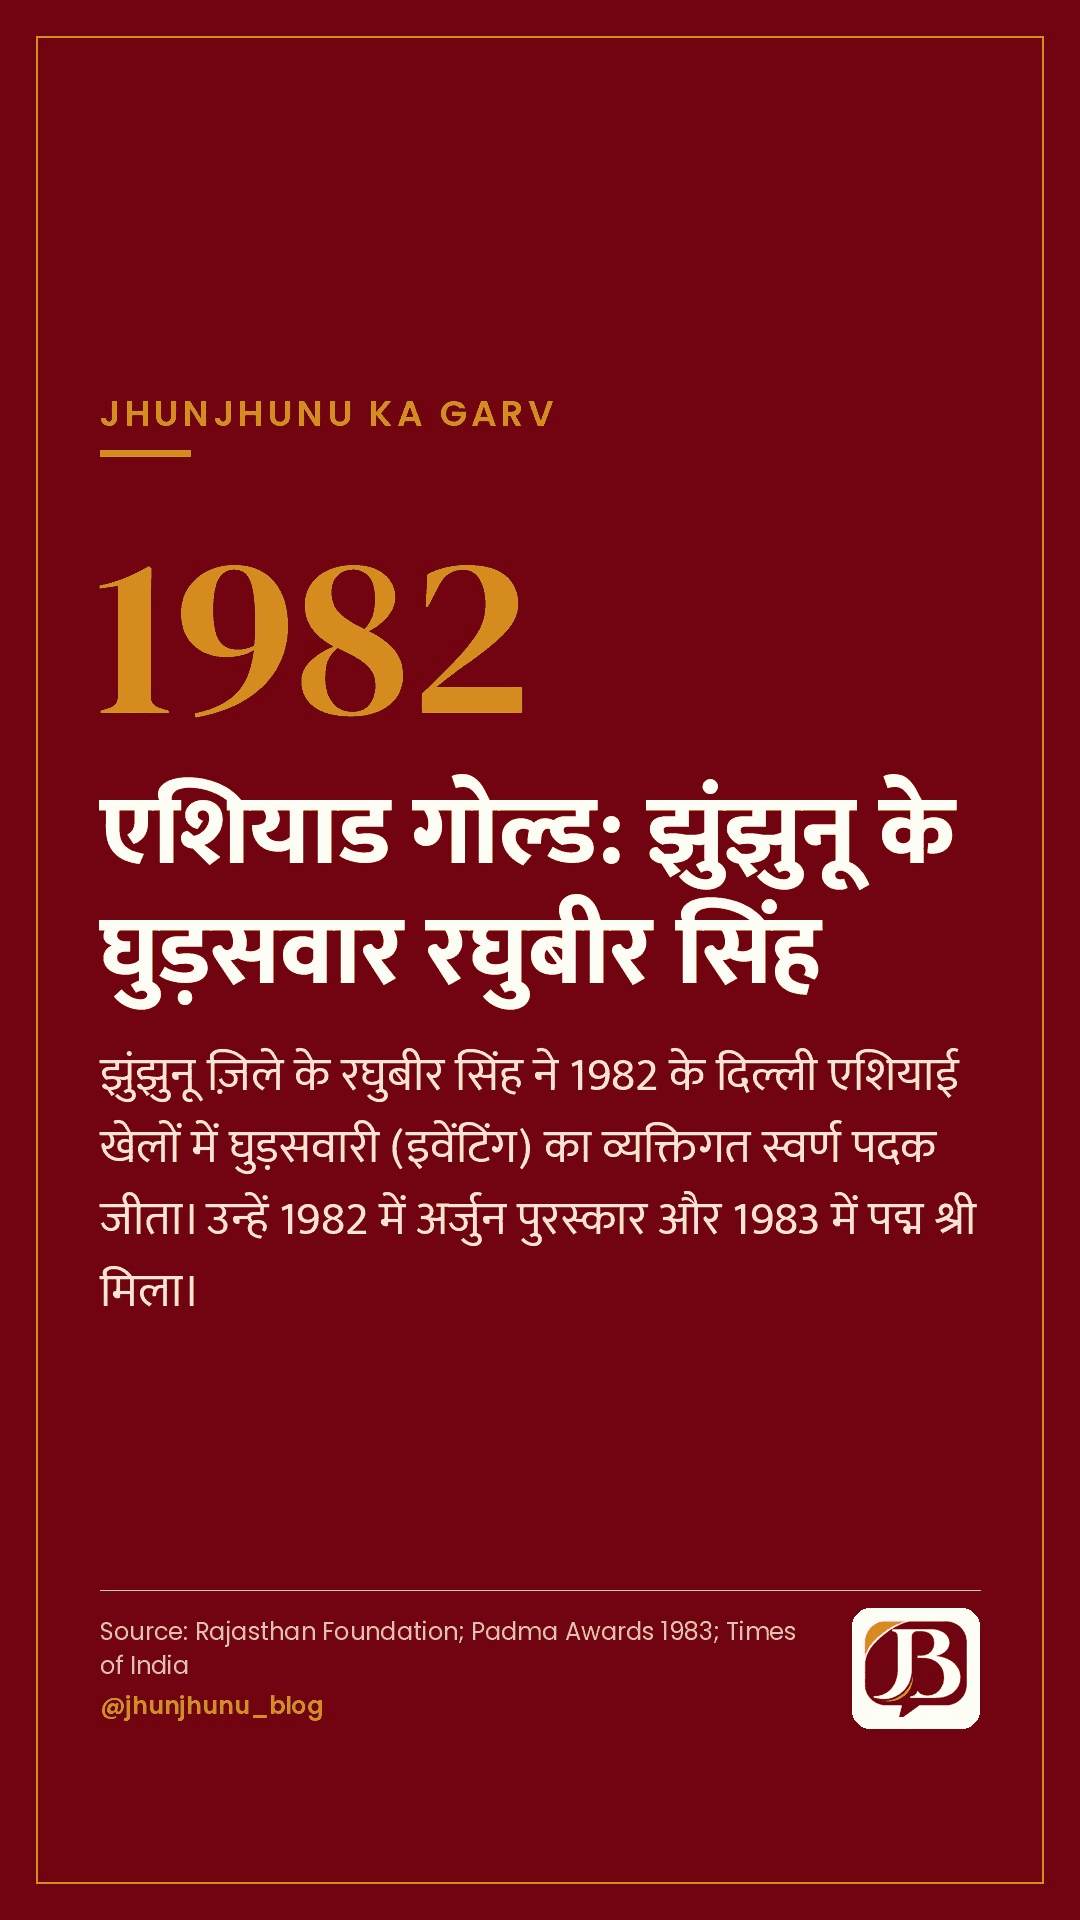 JHUNJHUNU KA GARV
1982
एशियाड गोल्ड: झुंझुनू के
घुड़सवार रघुबीर सिंह
झुंझुनू ज़िले के रघुबीर सिंह ने 1982 के दिल्ली एशियाई
खेलों में घुड़सवारी (इवेंटिंग) का व्यक्तिगत स्वर्ण पदक
जीता। उन्हें 1982 में अर्जुन पुरस्कार और 1983 में पद्म श्री
मिला।
Source: Rajasthan Foundation; Padma Awards 1983; Times
of India
@jhunjhunu_blog
JB